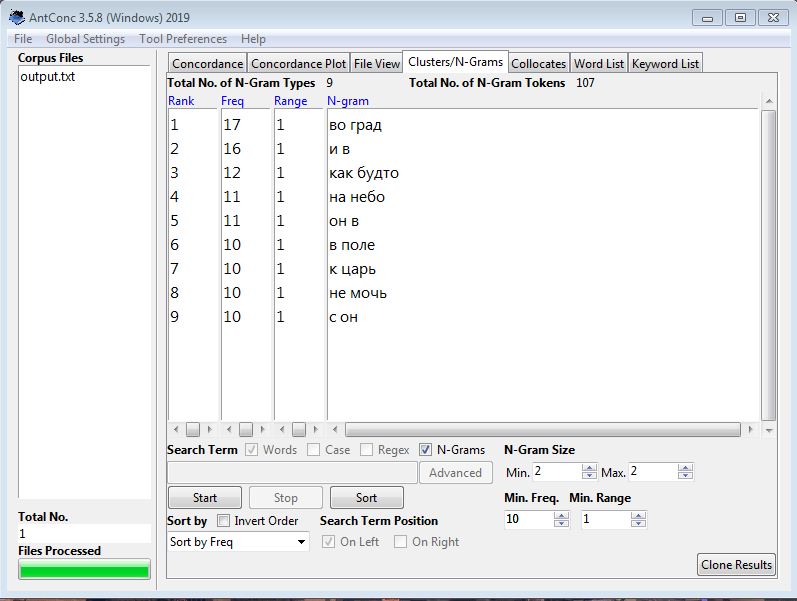 AntConc 3.5.8 (Windows) 2019
File Global Settings Tool Preferences Help
Corpus Files
output.txt
Concordance Concordance Plot File View Clusters/N-Grams Collocates Word List Keyword List
Total No. of N-Gram Types 9 Total No. of N-Gram Tokens 107
Rank Freq Range N-gram
1 17 1 во град
2 16 1 и в
3 12 1 как будто
4 11 1 на небо
5 11 1 он в
6 10 1 в поле
7 10 1 к царь
8 10 1 не мочь
9 10 1 с он
Search Term Words Case Regex N-Grams N-Gram Size
Advanced Min. 2 Max. 2
Start Stop Sort
Min. Freq. Min. Range
Total No.
1
Sort by Invert Order Search Term Position 10 1
Files Processed
Sort by Freq On Left On Right
Clone Results